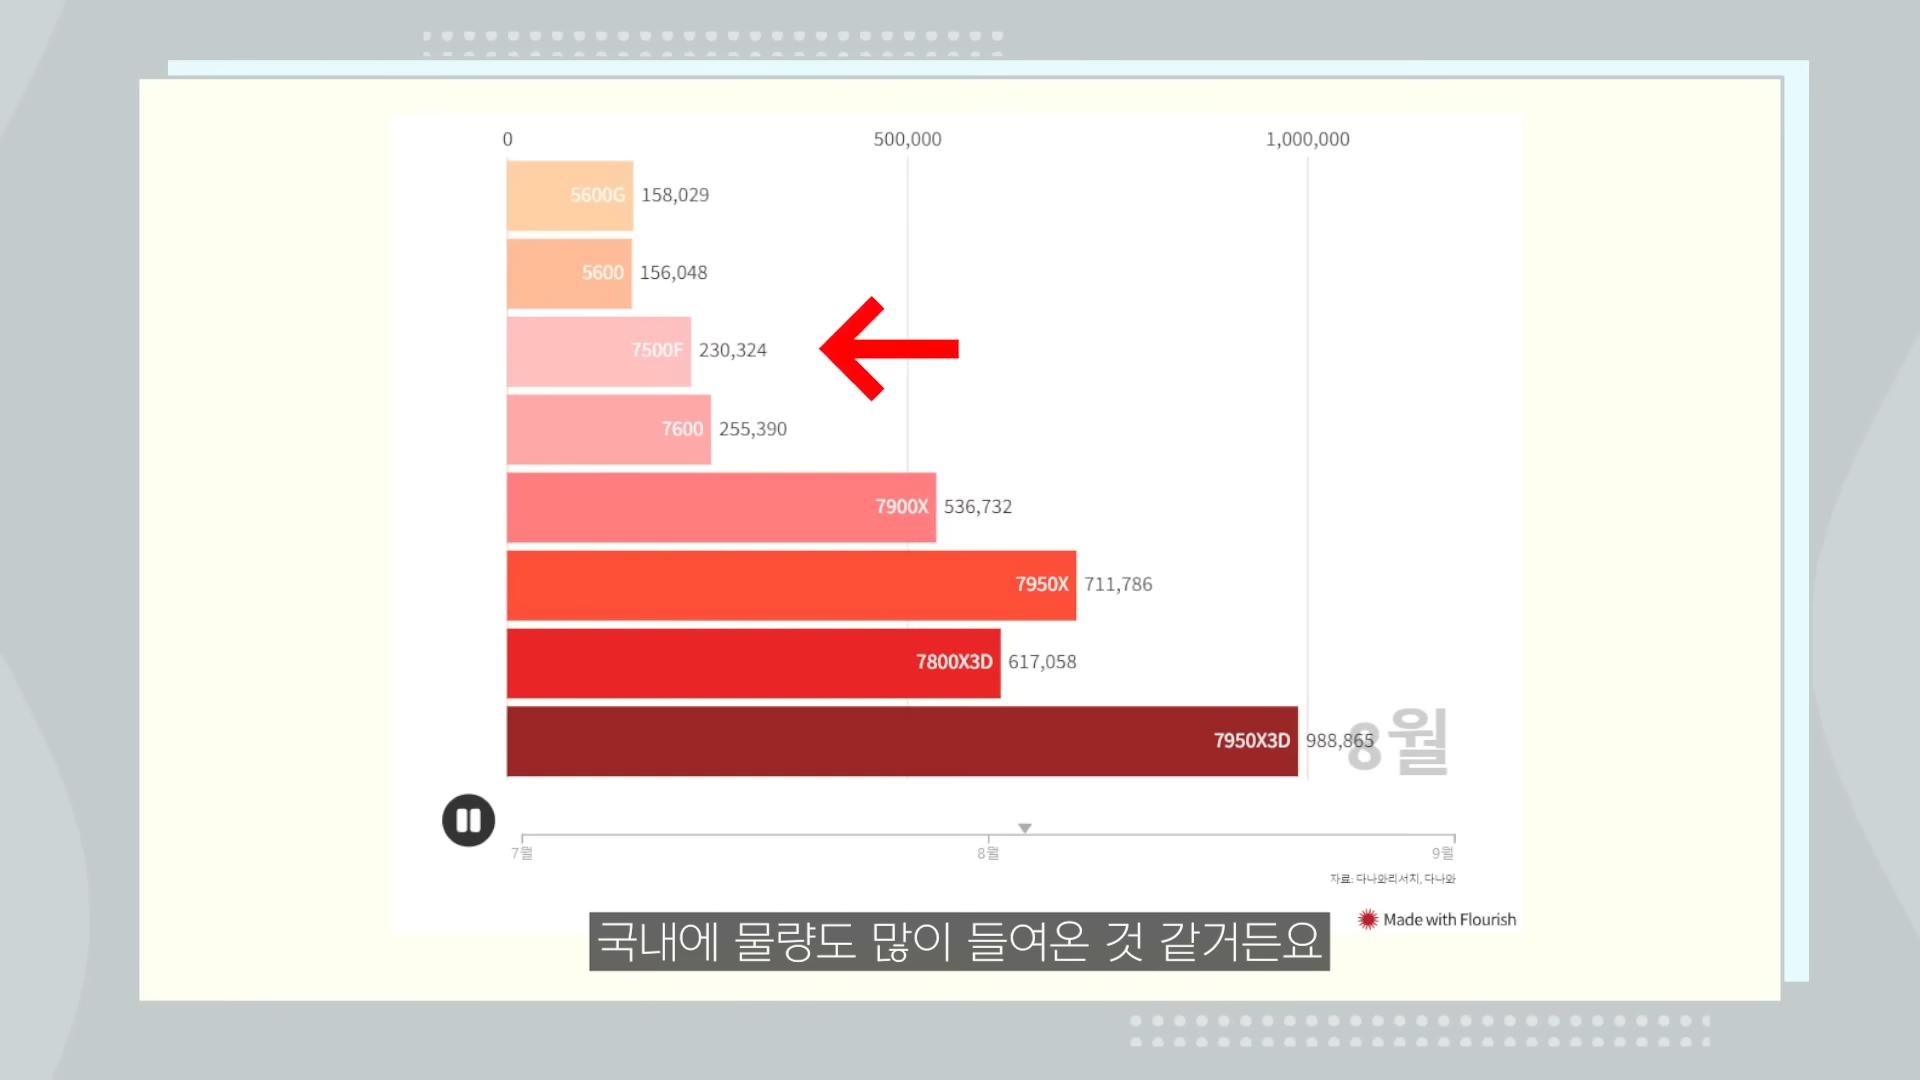 0 500,000 1,000,000
5600G 158,029
5600 156,048
7500F 230,324
7600 255,390
7900X 536,732
7950X 711,786
7800X3D 617,058
7950X3D 988,865
8월
7월 8월 9월
자료: 다나와리서치, 다나와
Made with Flourish
국내에 물량도 많이 들여온 것 같거든요